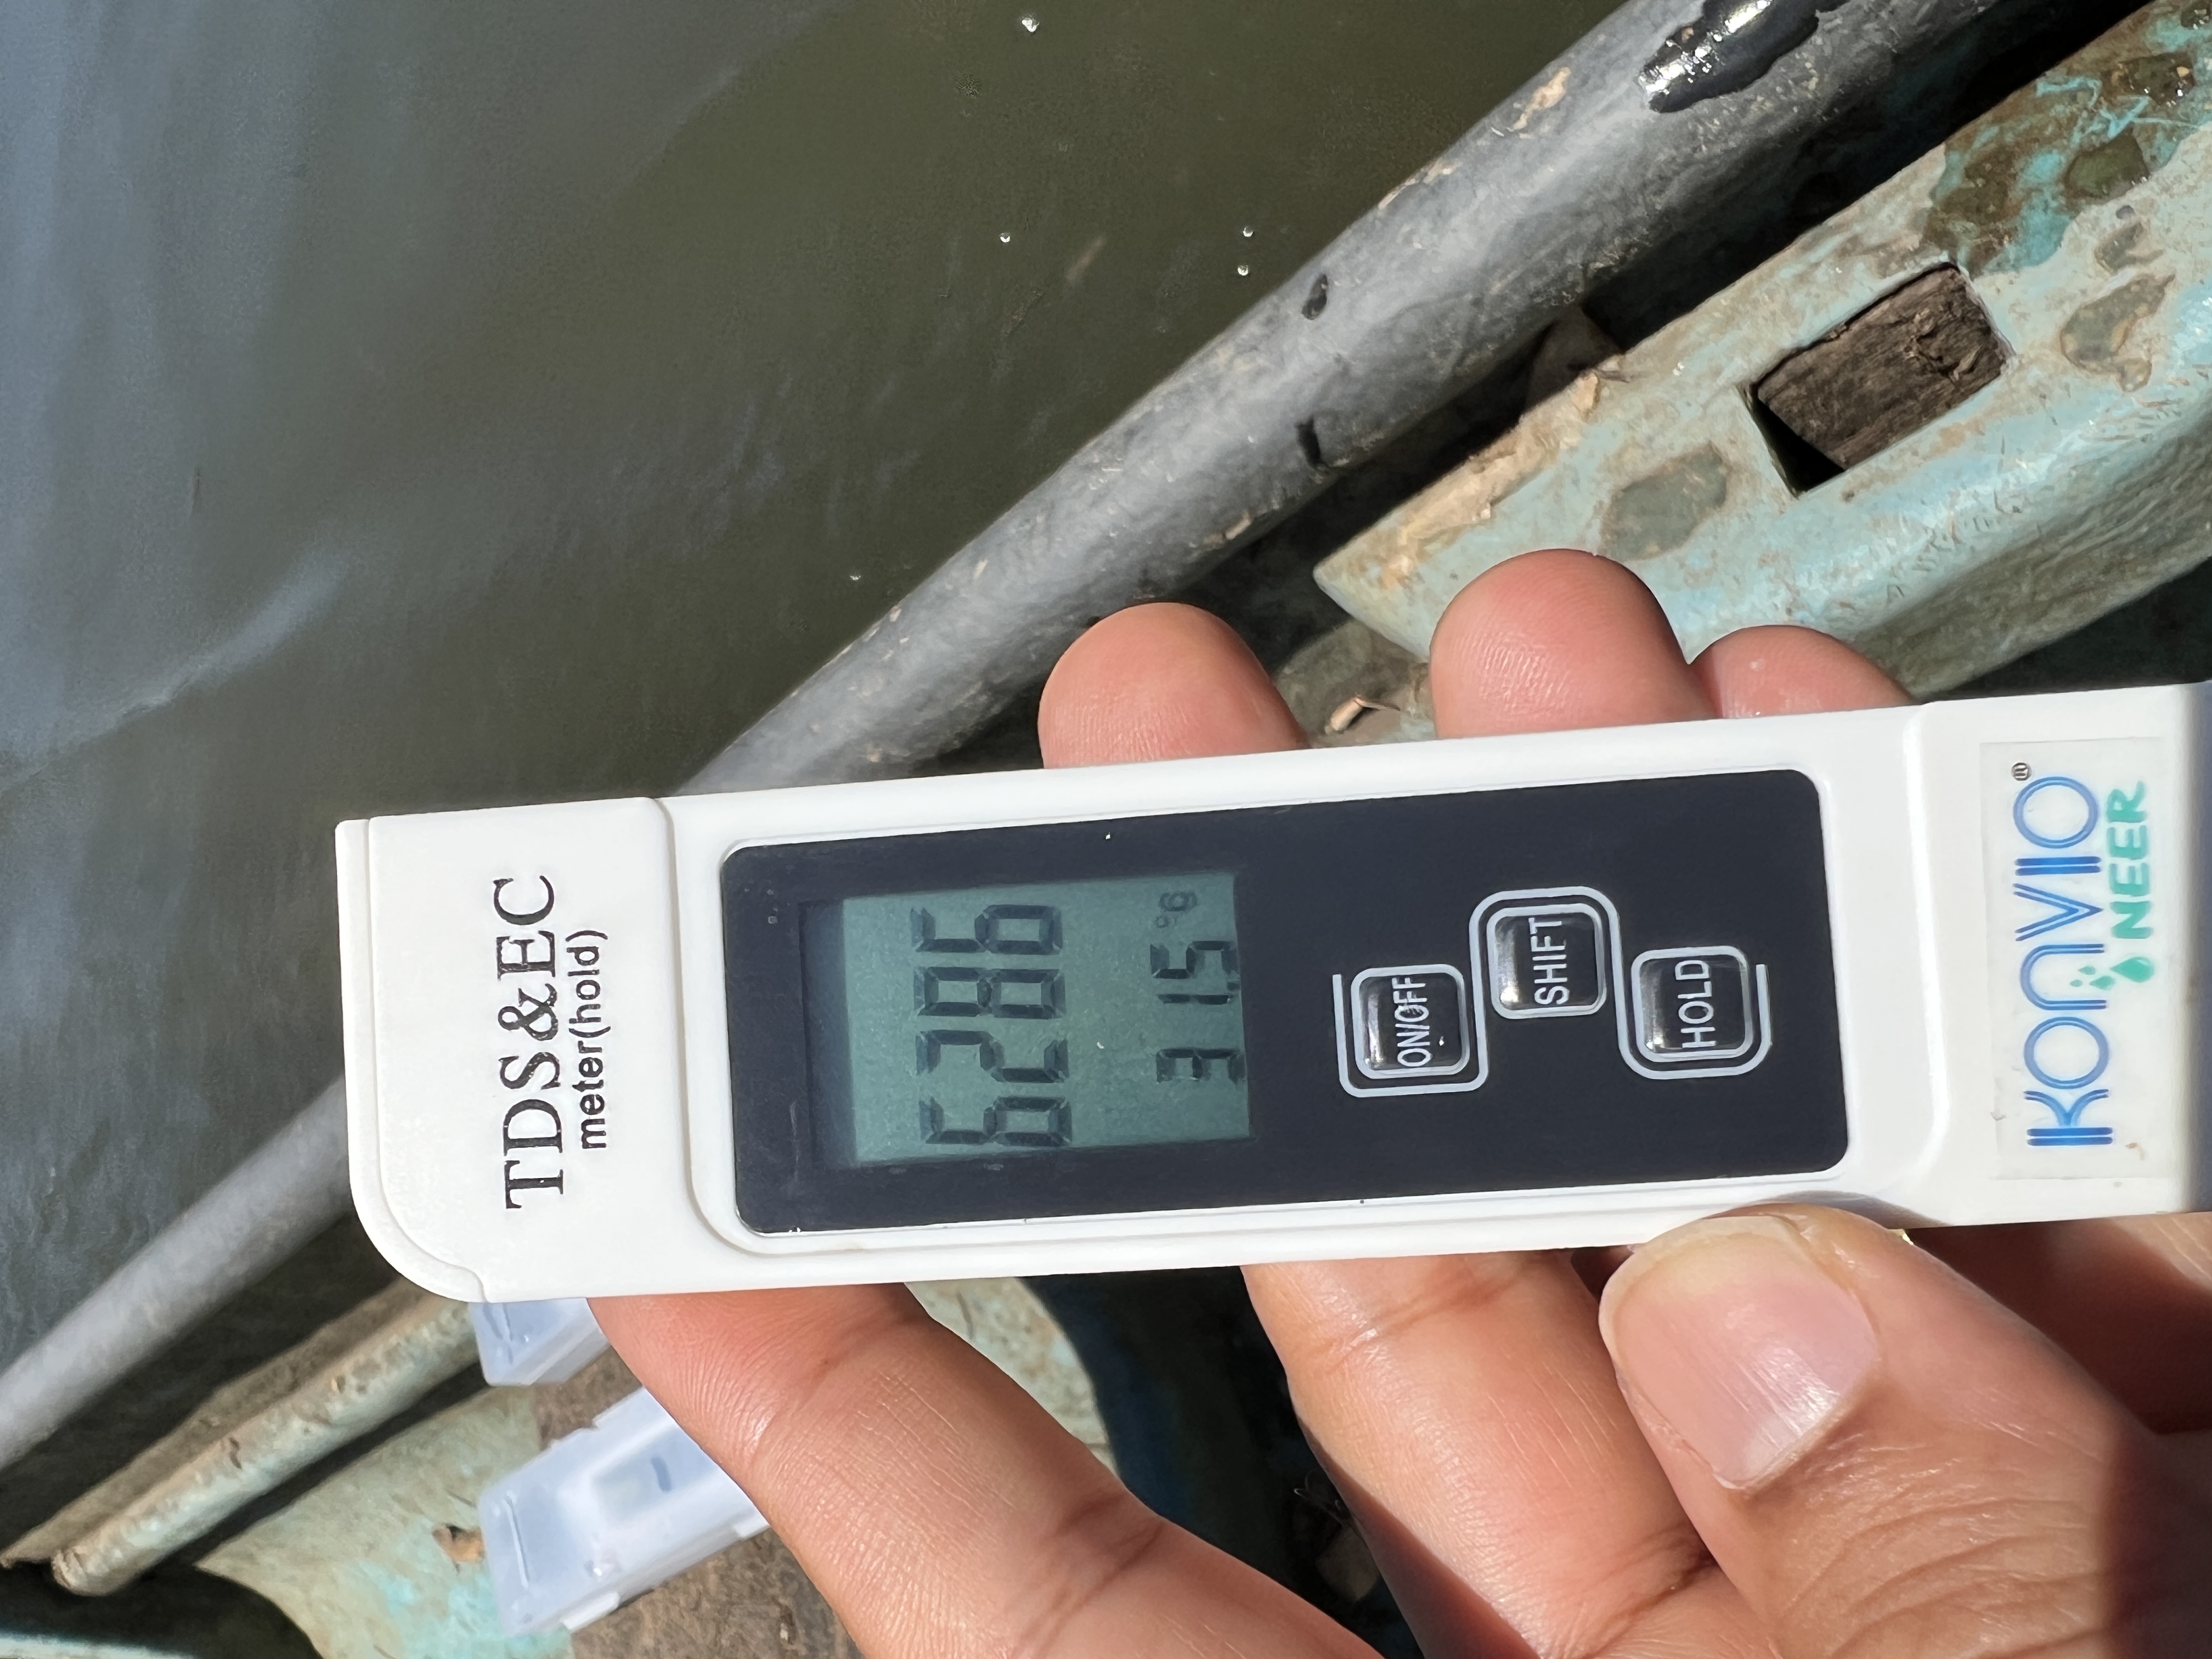 TDS&EC
meter(hold)
6286
31.5 °C
ON/OFF
SHIFT
HOLD
KONVIO®
NEER